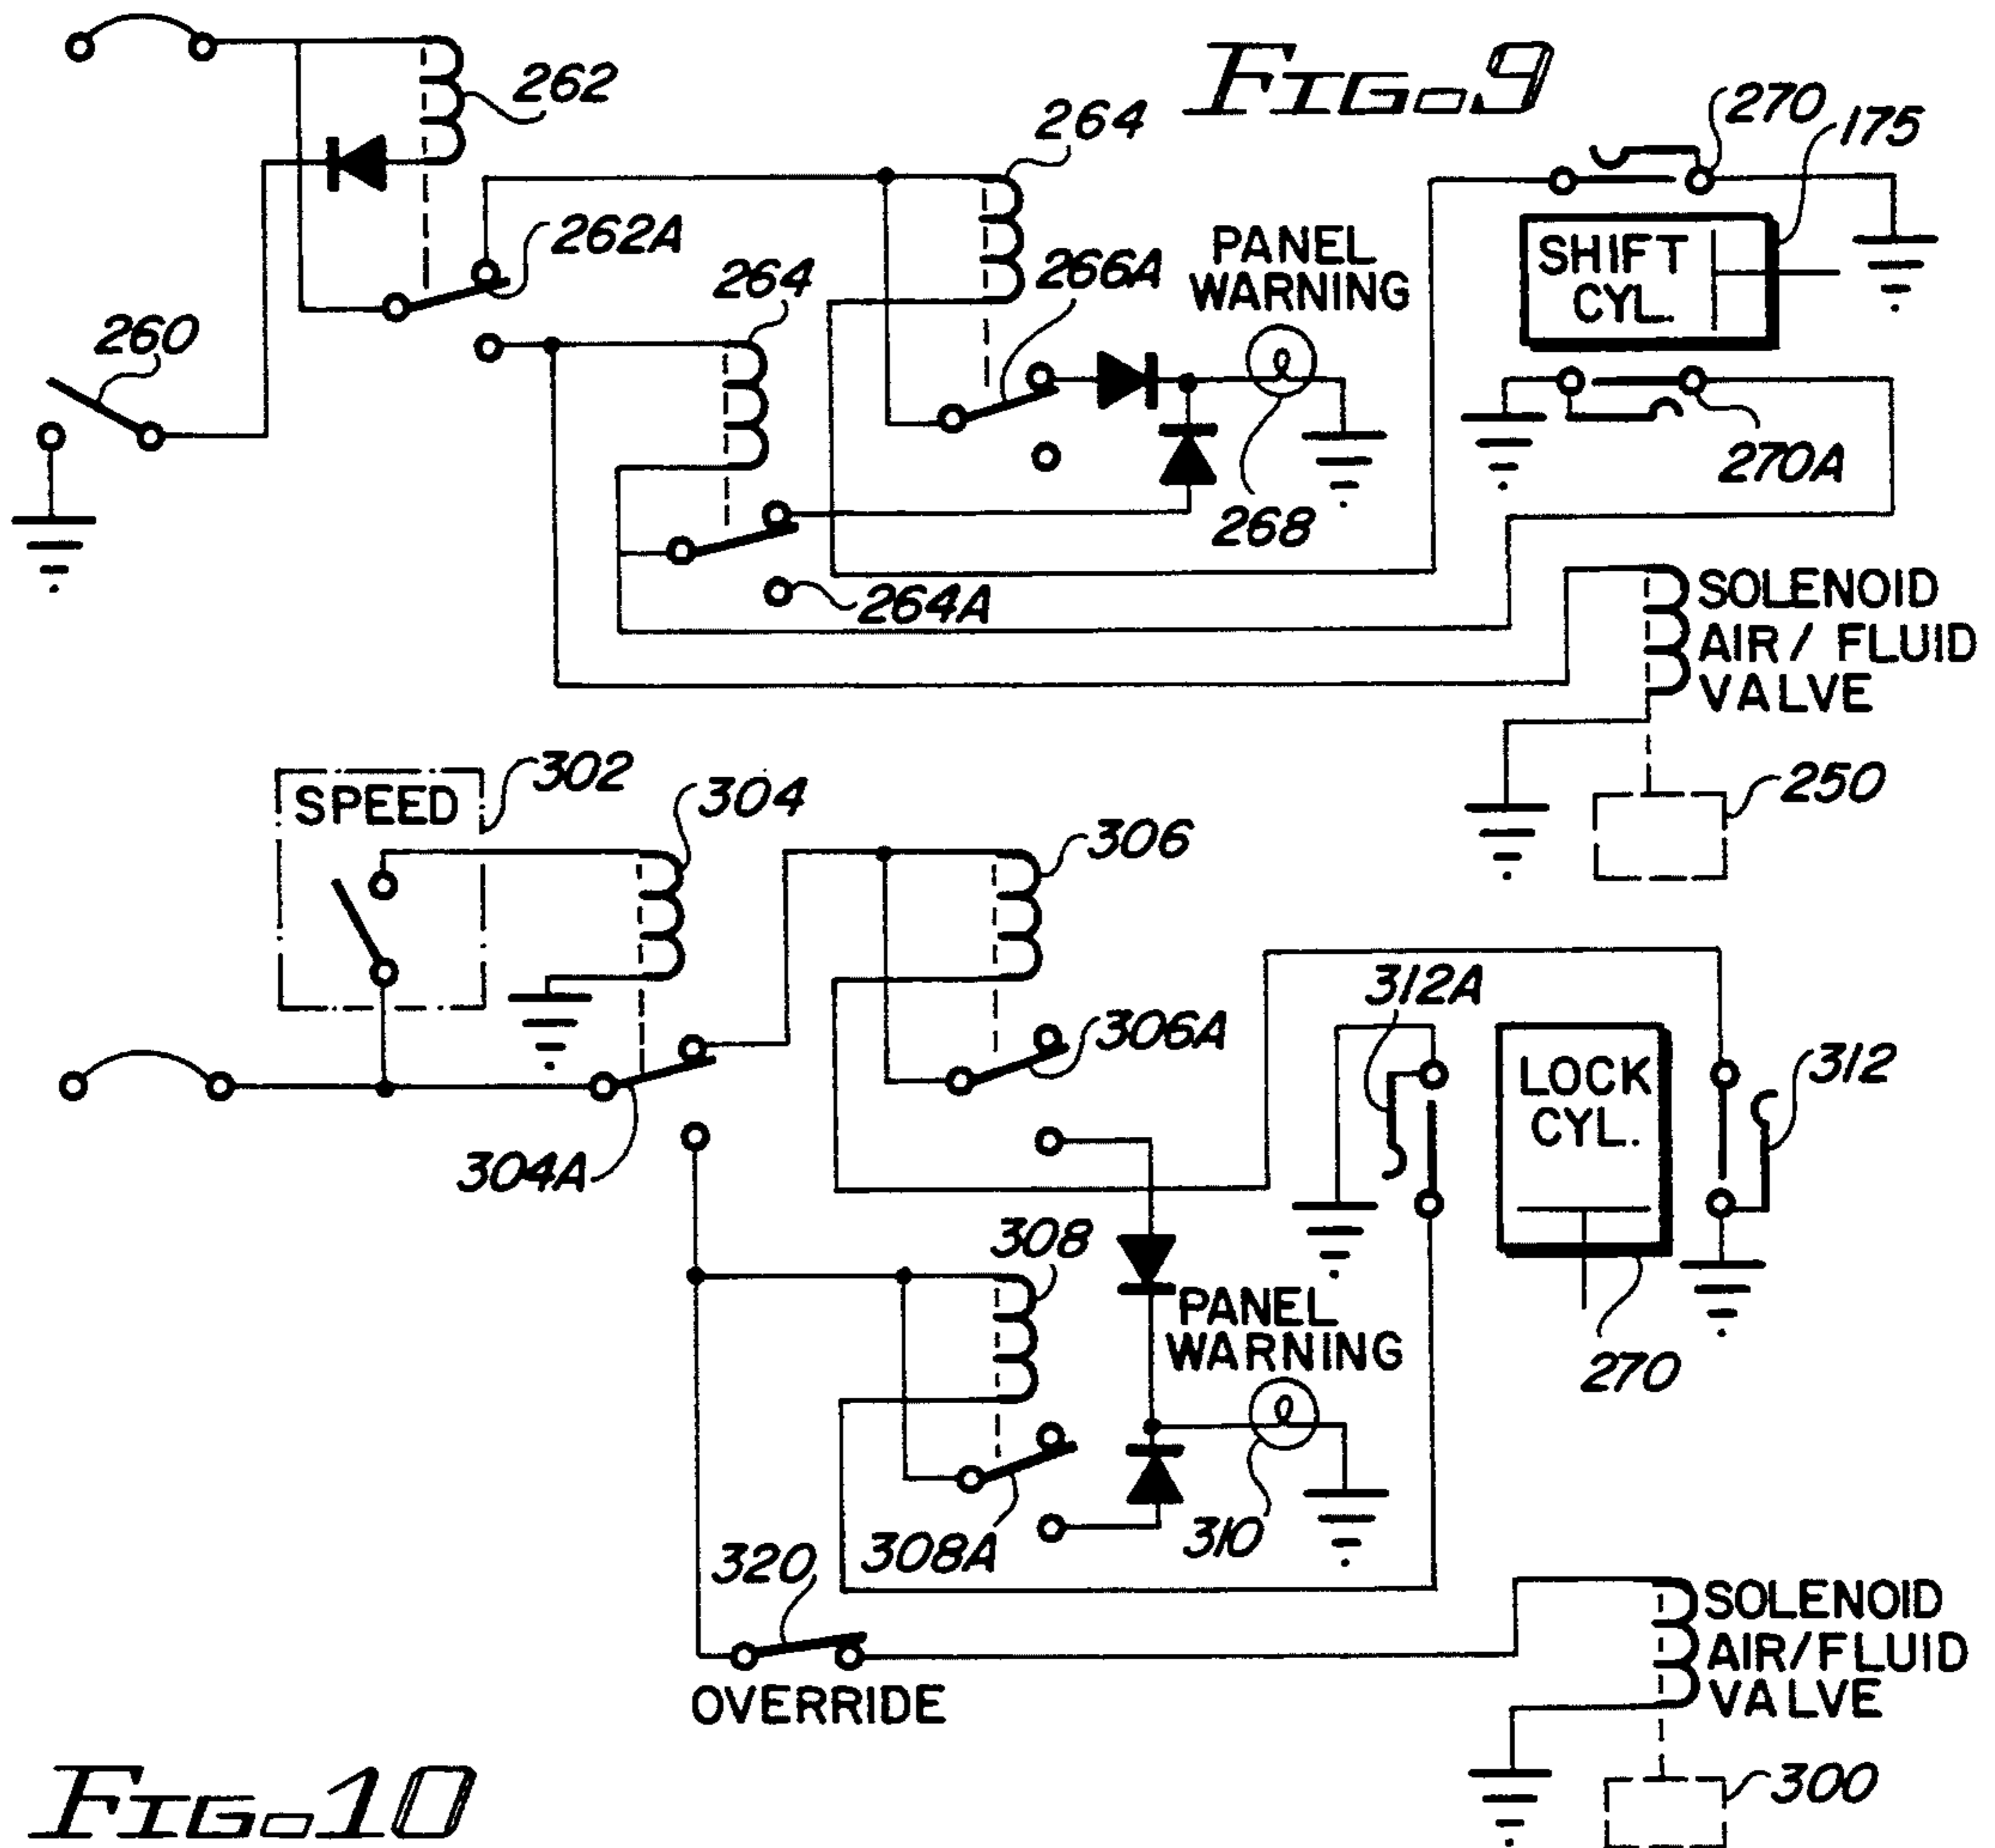 FIG. 9
262
264
270
175
262A
264
266A
PANEL
WARNING
SHIFT
CYL.
260
270A
268
264A
SOLENOID
AIR/ FLUID
VALVE
250
302
SPEED
304
306
312A
306A
LOCK
CYL.
312
304A
308
PANEL
WARNING
270
308A
310
320
OVERRIDE
SOLENOID
AIR/FLUID
VALVE
300
FIG. 10